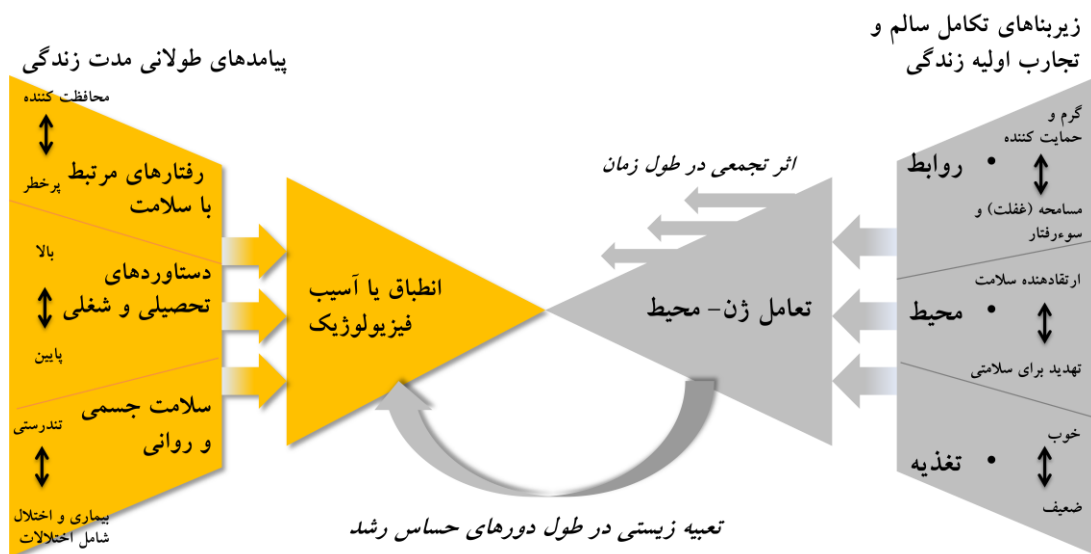 زیربناهای تکامل سالم و
تجارب اولیه زندگی
گرم و
حمایت کننده
• روابط
مسامحه (غفلت) و
سوءرفتار
ارتقادهنده سلامت
• محیط
تهدید برای سلامتی
خوب
• تغذیه
ضعیف
اثر تجمعی در طول زمان
تعامل ژن- محیط
تعبیه زیستی در طول دورهای حساس رشد
انطباق یا آسیب
فیزیولوژیک
پیامدهای طولانی مدت زندگی
محافظت کننده
رفتارهای مرتبط
با سلامت
پرخطر
بالا
دستاوردهای
تحصیلی و شغلی
پایین
سلامت جسمی
و روانی
تندرستی
بیماری و اختلال
شامل اختلالات